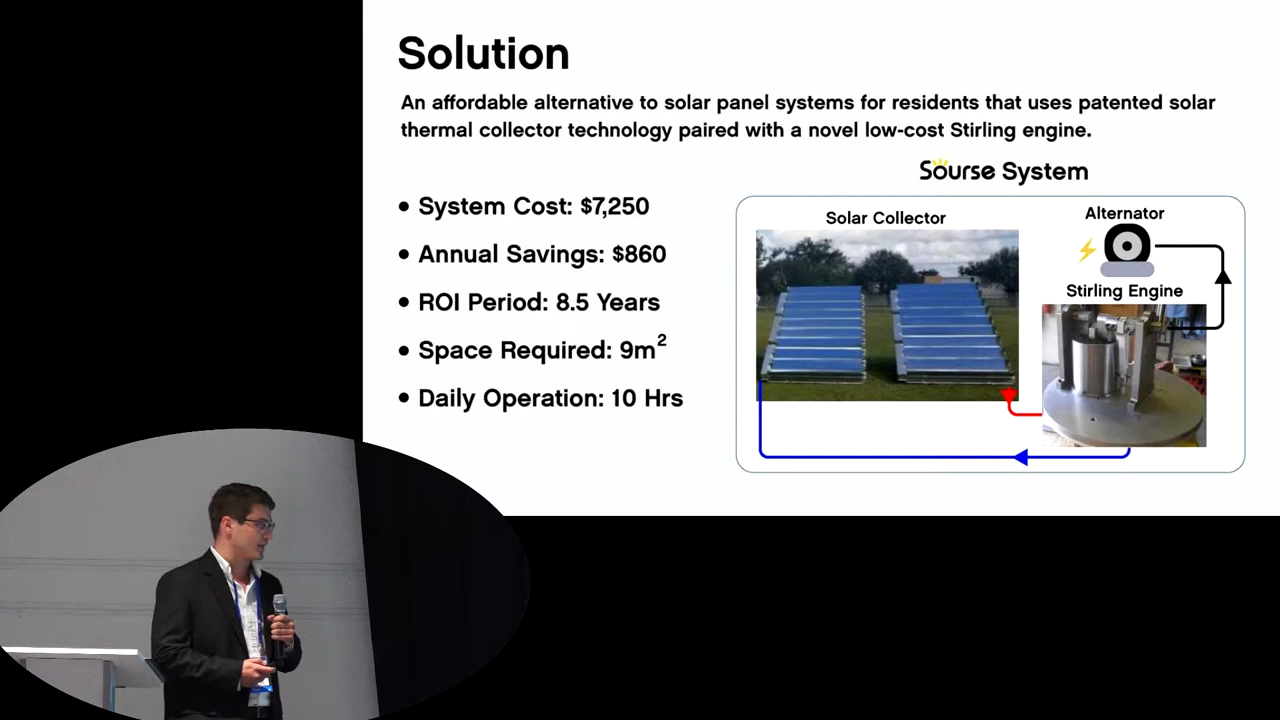 Solution
An affordable alternative to solar panel systems for residents that uses patented solar
thermal collector technology paired with a novel low-cost Stirling engine.
Sourse System
• System Cost: $7,250
• Annual Savings: $860
• ROI Period: 8.5 Years
• Space Required: 9m²
• Daily Operation: 10 Hrs
Solar Collector
Alternator
Stirling Engine